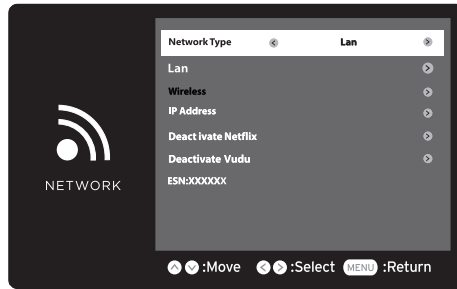 Network Type Lan
Lan
Wireless
IP Address
Deact ivate Netflix
Deactivate Vudu
ESN:XXXXXX
NETWORK
:Move :Select MENU :Return